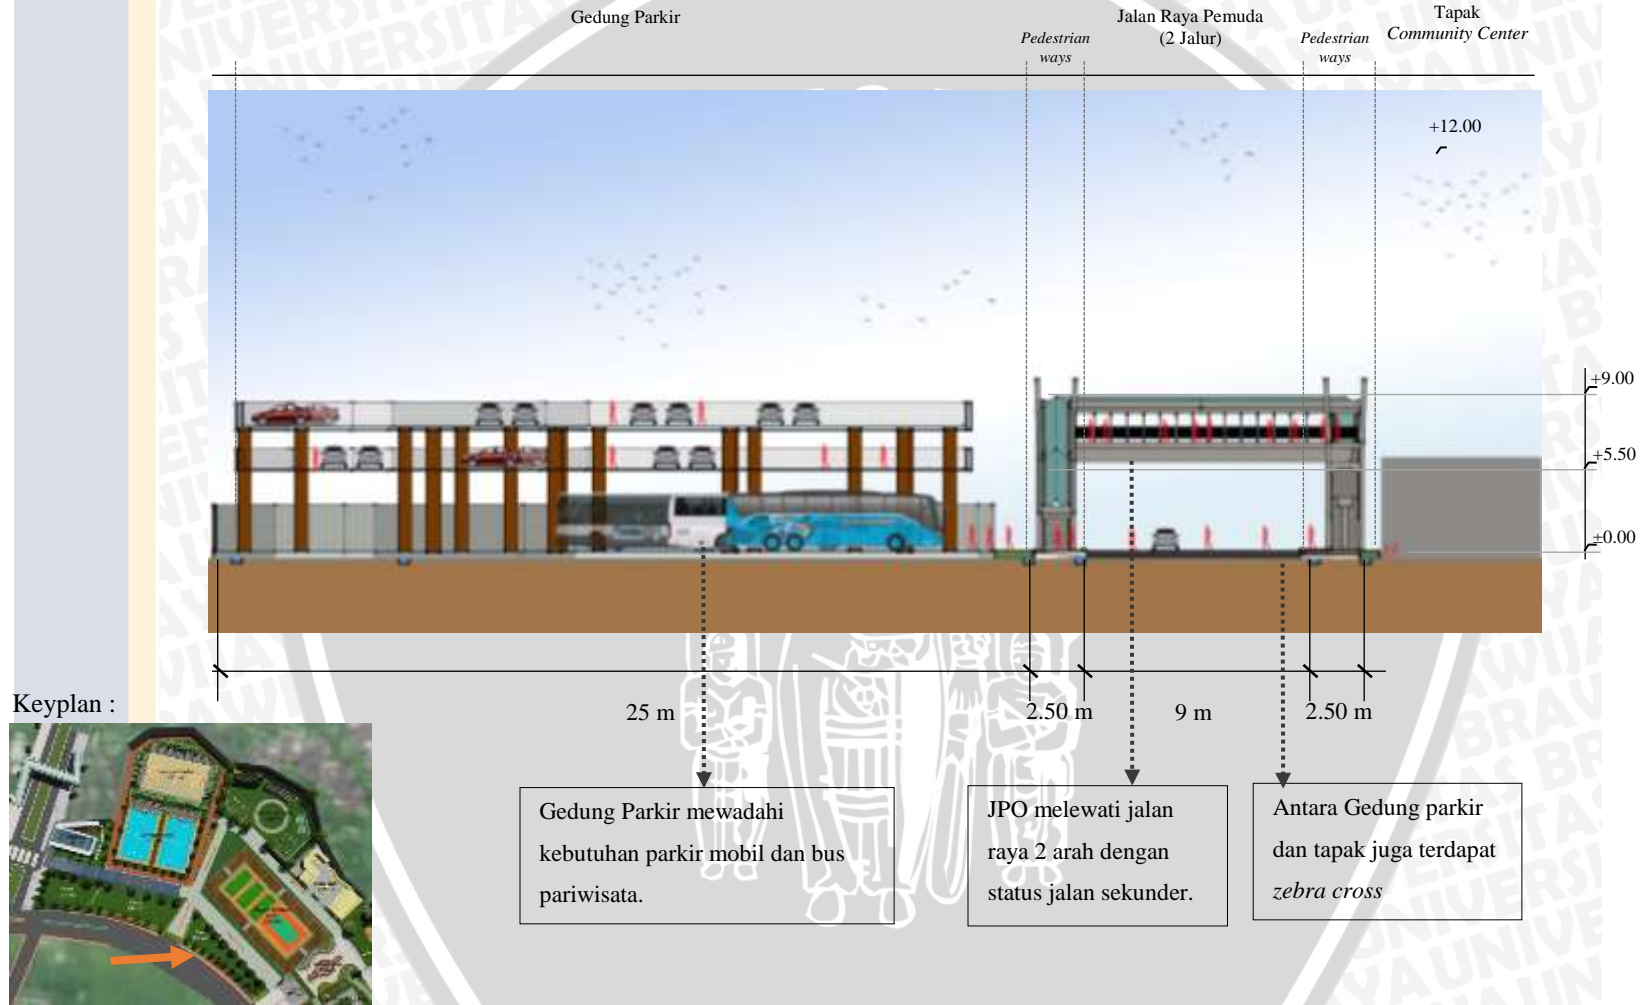 Gedung Parkir
Jalan Raya Pemuda
(2 Jalur)
Tapak
Community Center
Pedestrian
ways
Pedestrian
ways
+12.00
+9.00
+5.50
±0.00
25 m
2.50 m
9 m
2.50 m
Keyplan :
Gedung Parkir mewadahi
kebutuhan parkir mobil dan bus
pariwisata.
JPO melewati jalan
raya 2 arah dengan
status jalan sekunder.
Antara Gedung parkir
dan tapak juga terdapat
zebra cross